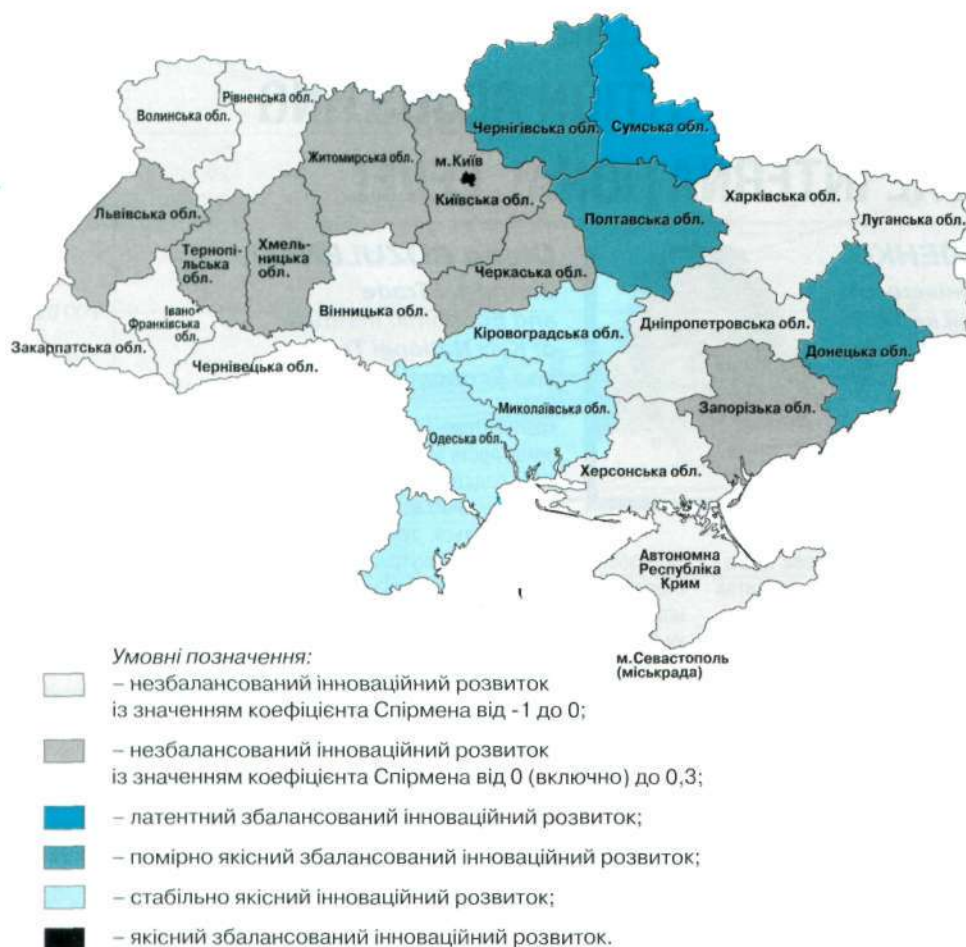 Волинська обл.
Рівненська обл.
Житомирська обл.
м.Київ
Київська обл.
Чернігівська обл.
Сумська обл.
Львівська обл.
Тернопі-
льська
обл.
Хмель-
ницька
обл.
Вінницька обл.
Черкаська обл.
Полтавська обл.
Харківська обл.
Луганська обл.
Закарпатська обл.
Івано-
Франківська
обл.
Чернівецька обл.
Кіровоградська обл.
Дніпропетровська обл.
Донецька обл.
Одеська обл.
Миколаївська обл.
Запорізька обл.
Херсонська обл.
Автономна
Республіка
Крим
м.Севастополь
(міськрада)
Умовні позначення:
– незбалансований інноваційний розвиток
із значенням коефіцієнта Спірмена від -1 до 0;
– незбалансований інноваційний розвиток
із значенням коефіцієнта Спірмена від 0 (включно) до 0,3;
– латентний збалансований інноваційний розвиток;
– помірно якісний збалансований інноваційний розвиток;
– стабільно якісний інноваційний розвиток;
– якісний збалансований інноваційний розвиток.